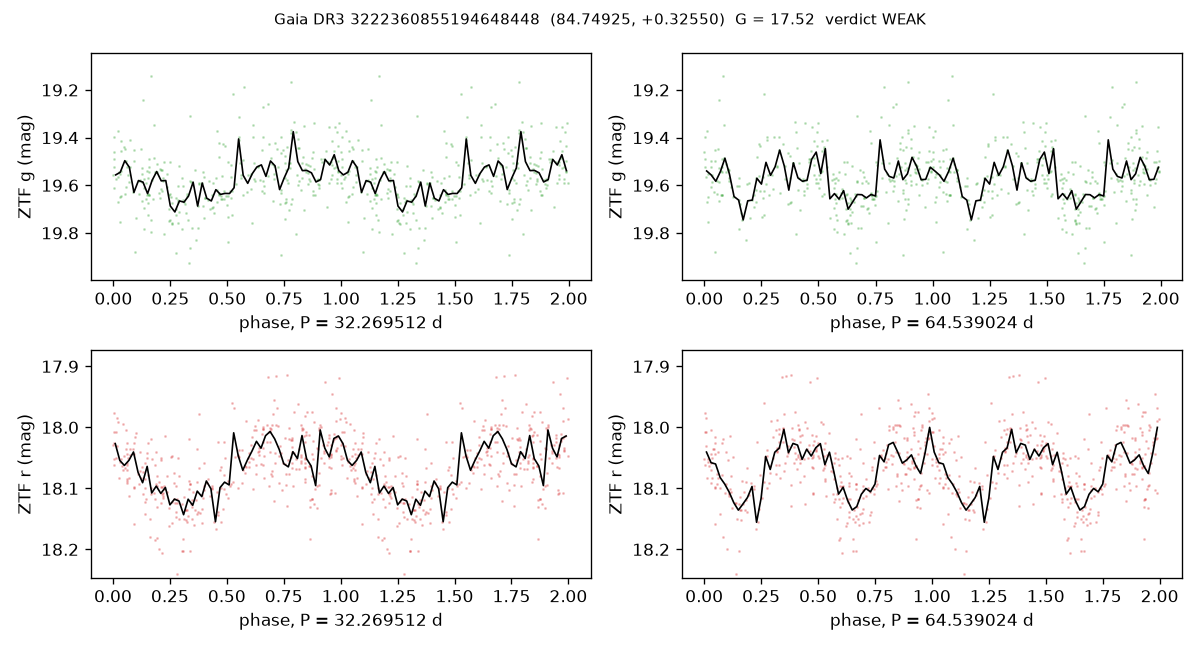 Gaia DR3 3222360855194648448 (84.74925, +0.32550) G = 17.52 verdict WEAK
ZTF g (mag)
19.2
19.4
19.6
19.8
0.00 0.25 0.50 0.75 1.00 1.25 1.50 1.75 2.00
phase, P = 32.269512 d
ZTF g (mag)
19.2
19.4
19.6
19.8
0.00 0.25 0.50 0.75 1.00 1.25 1.50 1.75 2.00
phase, P = 64.539024 d
ZTF r (mag)
17.9
18.0
18.1
18.2
0.00 0.25 0.50 0.75 1.00 1.25 1.50 1.75 2.00
phase, P = 32.269512 d
ZTF r (mag)
17.9
18.0
18.1
18.2
0.00 0.25 0.50 0.75 1.00 1.25 1.50 1.75 2.00
phase, P = 64.539024 d